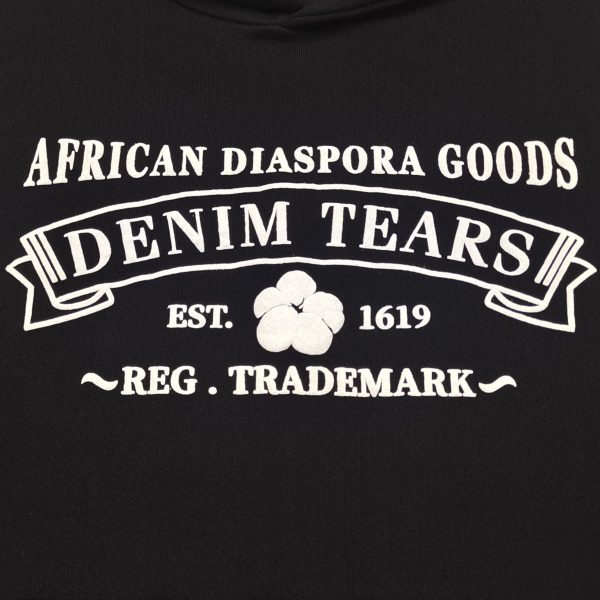 AFRICAN DIASPORA GOODS
DENIM TEARS
EST. 1619
~REG . TRADEMARK~